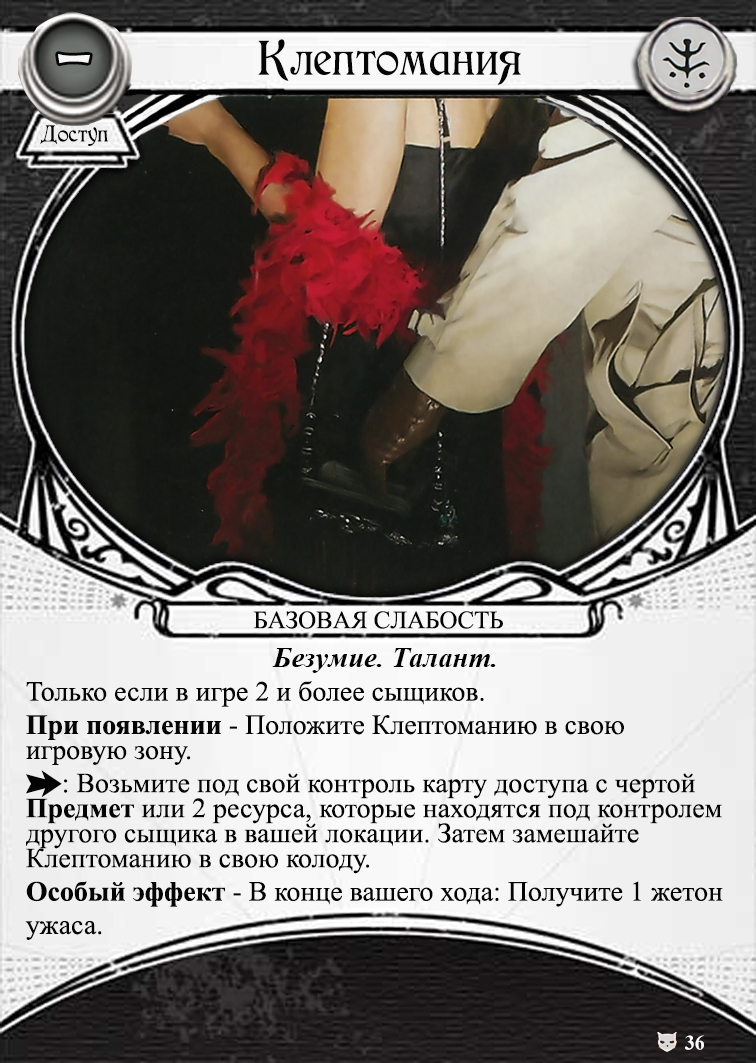 –
Клептомания
Доступ
БАЗОВАЯ СЛАБОСТЬ
Безумие. Талант.
Только если в игре 2 и более сыщиков.
При появлении - Положите Клептоманию в свою
игровую зону.
: Возьмите под свой контроль карту доступа с чертой
Предмет или 2 ресурса, которые находятся под контролем
другого сыщика в вашей локации. Затем замешайте
Клептоманию в свою колоду.
Особый эффект - В конце вашего хода: Получите 1 жетон
ужаса.
36